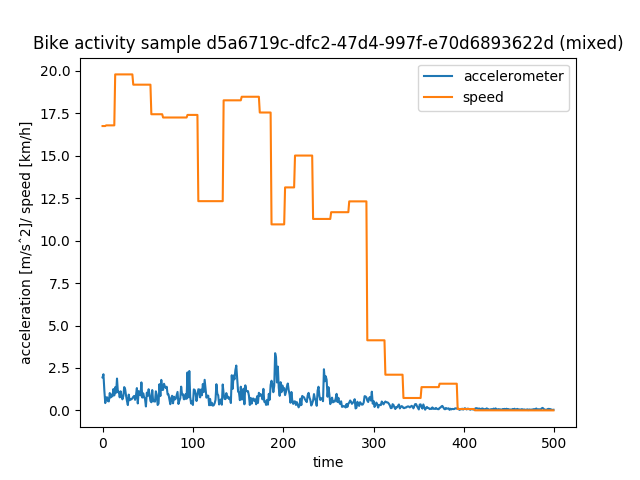 Bike activity sample d5a6719c-dfc2-47d4-997f-e70d6893622d (mixed)
accelerometer
speed
acceleration [m/s^2]/ speed [km/h]
20.0
17.5
15.0
12.5
10.0
7.5
5.0
2.5
0.0
0 100 200 300 400 500
time